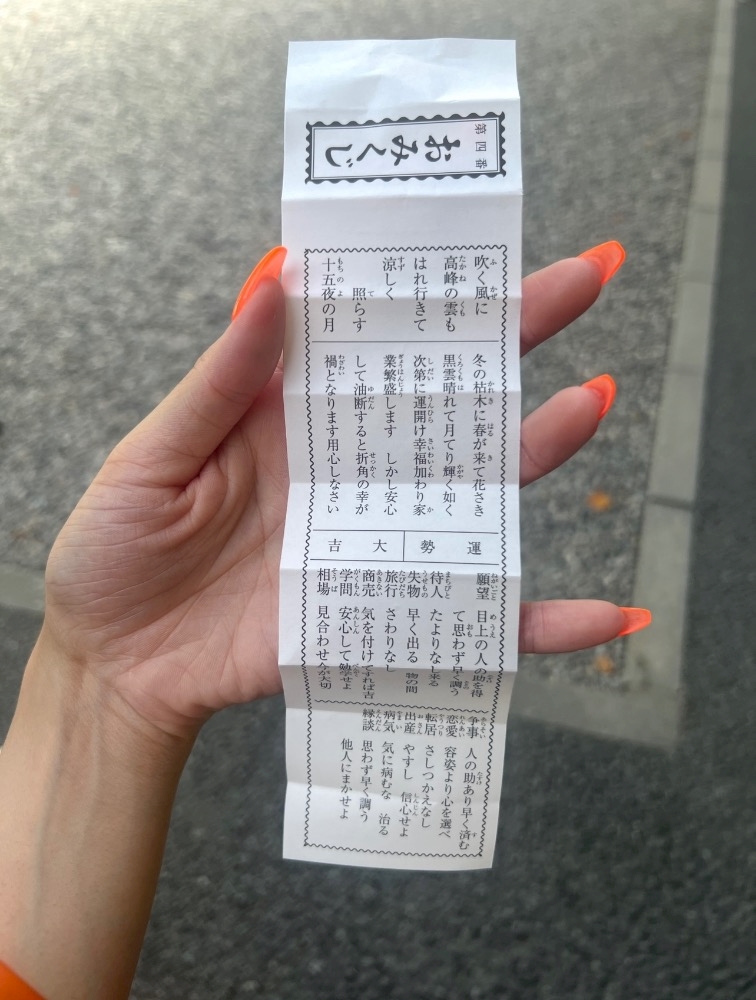 第四番
おみくじ
吹く風に
高峰の雲も
はれ行きて
涼しく
照らす
十五夜の月
冬の枯木に春が来て花さき
黒雲晴れて月てり輝く如く
次第に運開け幸福加わり家
業繁盛します しかし安心
して油断すると折角の幸が
禍となります用心しなさい
運勢 大吉
願望 目上の人の助を得
て思わず早く調う
待人 たよりなし来る
失物 早く出る 物の間
旅行 さわりなし
商売 気を付けてすれば吉
学問 安心して勉学せよ
相場 見合わせ 今が大切
争事 人の助あり早く済む
恋愛 容姿より心を選べ
転居 さしつかえなし
出産 やすし 信心せよ
病気 気に病むな 治る
縁談 思わず早く調う
他人にまかせよ